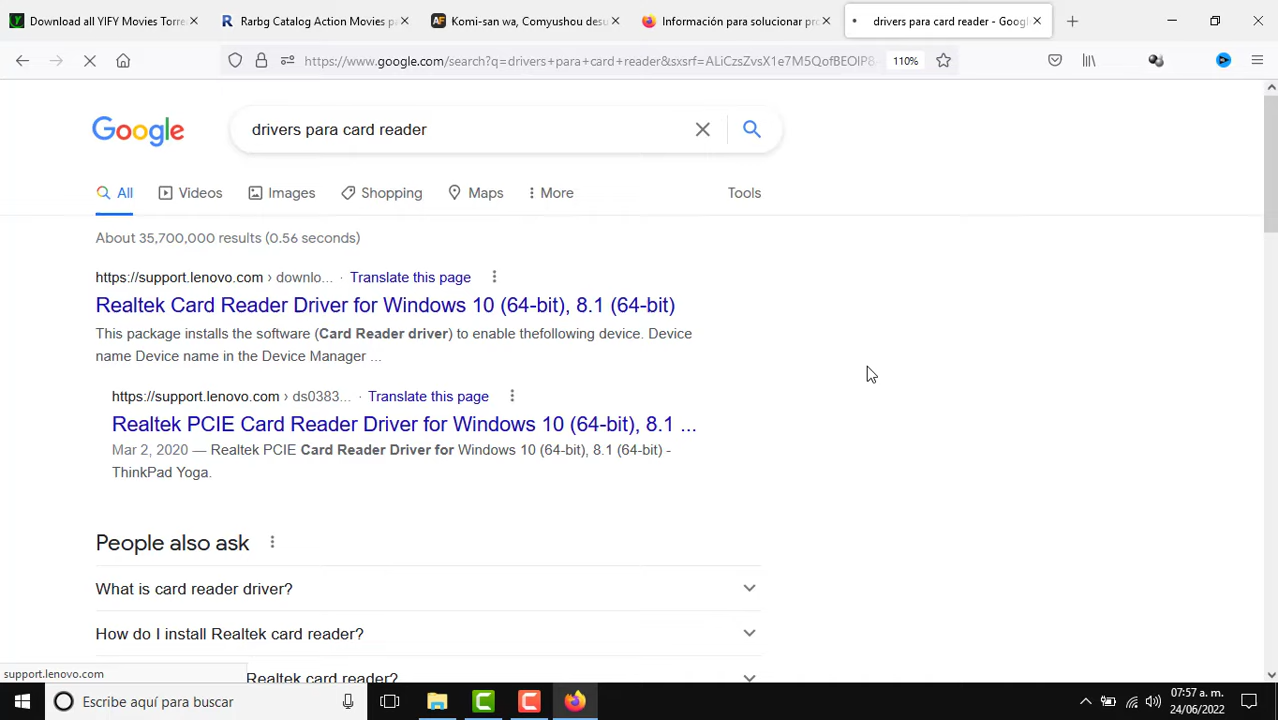 Download all YIFY Movies Torre
Rarbg Catalog Action Movies p
Komi-san wa, Comyushou desu
Información para solucionar pro
drivers para card reader - Googl
https://www.google.com/search?q=drivers+para+card+reader&sxsrf=ALiCzsZvsX1e7M5QofBEOIP8
110%
Google
drivers para card reader
All
Videos
Images
Shopping
Maps
More
Tools
About 35,700,000 results (0.56 seconds)
https://support.lenovo.com › downlo... · Translate this page
Realtek Card Reader Driver for Windows 10 (64-bit), 8.1 (64-bit)
This package installs the software (Card Reader driver) to enable thefollowing device. Device
name Device name in the Device Manager ...
https://support.lenovo.com › ds0383... · Translate this page
Realtek PCIE Card Reader Driver for Windows 10 (64-bit), 8.1 ...
Mar 2, 2020 — Realtek PCIE Card Reader Driver for Windows 10 (64-bit), 8.1 (64-bit) -
ThinkPad Yoga.
People also ask
What is card reader driver?
How do I install Realtek card reader?
Realtek card reader?
support.lenovo.com
Escribe aquí para buscar
07:57 a. m.
24/06/2022